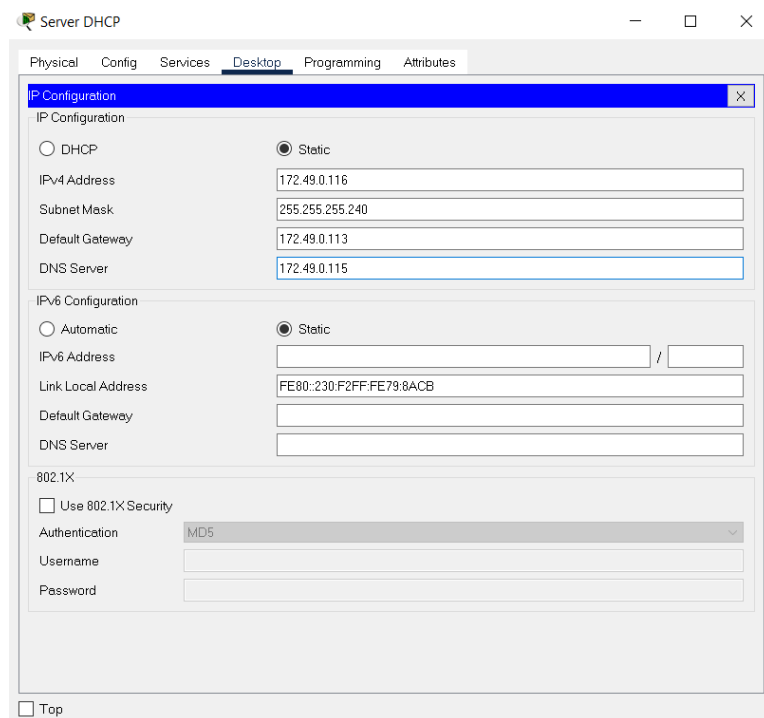 Server DHCP
Physical Config Services Desktop Programming Attributes
IP Configuration X
IP Configuration
DHCP Static
IPv4 Address 172.49.0.116
Subnet Mask 255.255.255.240
Default Gateway 172.49.0.113
DNS Server 172.49.0.115
IPv6 Configuration
Automatic Static
IPv6 Address /
Link Local Address FE80::230:F2FF:FE79:8ACB
Default Gateway
DNS Server
802.1X
Use 802.1X Security
Authentication MD5
Username
Password
Top